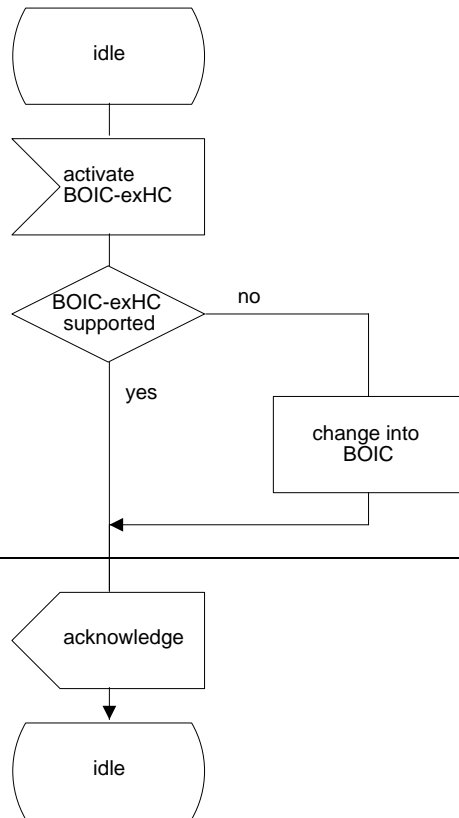 idle
activate
BOIC-exHC
BOIC-exHC
supported
no
yes
change into
BOIC
acknowledge
idle